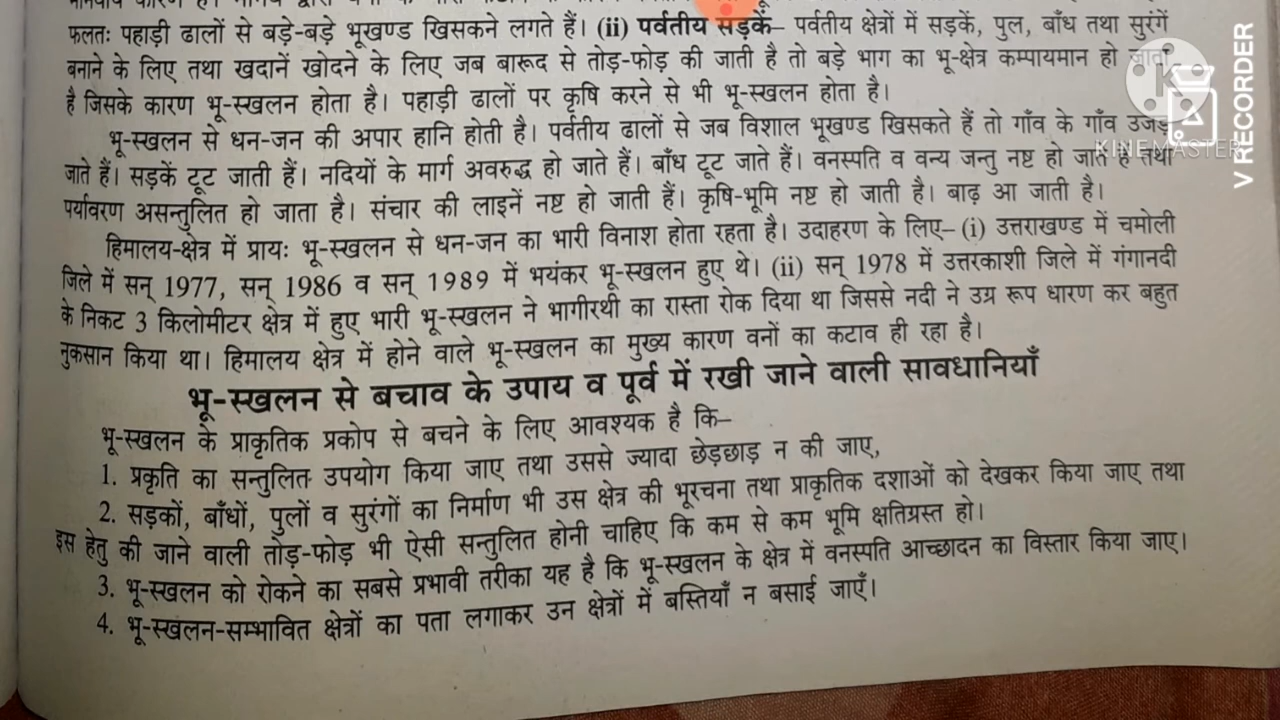 फलतः पहाड़ी ढालों से बड़े-बड़े भूखण्ड खिसकने लगते हैं। (ii) पर्वतीय सड़कें– पर्वतीय क्षेत्रों में सड़कें, पुल, बाँध तथा सुरंगें
बनाने के लिए तथा खदानें खोदने के लिए जब बारूद से तोड़-फोड़ की जाती है तो बड़े भाग का भू-क्षेत्र कम्पायमान हो जाता
है जिसके कारण भू-स्खलन होता है। पहाड़ी ढालों पर कृषि करने से भी भू-स्खलन होता है।
भू-स्खलन से धन-जन की अपार हानि होती है। पर्वतीय ढालों से जब विशाल भूखण्ड खिसकते हैं तो गाँव के गाँव उजड़
जाते हैं। सड़कें टूट जाती हैं। नदियों के मार्ग अवरुद्ध हो जाते हैं। बाँध टूट जाते हैं। वनस्पति व वन्य जन्तु नष्ट हो जाते हैं तथा
पर्यावरण असन्तुलित हो जाता है। संचार की लाइनें नष्ट हो जाती हैं। कृषि-भूमि नष्ट हो जाती है। बाढ़ आ जाती है।
हिमालय-क्षेत्र में प्रायः भू-स्खलन से धन-जन का भारी विनाश होता रहता है। उदाहरण के लिए– (i) उत्तराखण्ड में चमोली
जिले में सन् 1977, सन् 1986 व सन् 1989 में भयंकर भू-स्खलन हुए थे। (ii) सन् 1978 में उत्तरकाशी जिले में गंगानदी
के निकट 3 किलोमीटर क्षेत्र में हुए भारी भू-स्खलन ने भागीरथी का रास्ता रोक दिया था जिससे नदी ने उग्र रूप धारण कर बहुत
नुकसान किया था। हिमालय क्षेत्र में होने वाले भू-स्खलन का मुख्य कारण वनों का कटाव ही रहा है।
भू-स्खलन से बचाव के उपाय व पूर्व में रखी जाने वाली सावधानियाँ
भू-स्खलन के प्राकृतिक प्रकोप से बचने के लिए आवश्यक है कि–
1. प्रकृति का सन्तुलित उपयोग किया जाए तथा उससे ज्यादा छेड़छाड़ न की जाए,
2. सड़कों, बाँधों, पुलों व सुरंगों का निर्माण भी उस क्षेत्र की भूरचना तथा प्राकृतिक दशाओं को देखकर किया जाए तथा
इस हेतु की जाने वाली तोड़-फोड़ भी ऐसी सन्तुलित होनी चाहिए कि कम से कम भूमि क्षतिग्रस्त हो।
3. भू-स्खलन को रोकने का सबसे प्रभावी तरीका यह है कि भू-स्खलन के क्षेत्र में वनस्पति आच्छादन का विस्तार किया जाए।
4. भू-स्खलन-सम्भावित क्षेत्रों का पता लगाकर उन क्षेत्रों में बस्तियाँ न बसाई जाएँ।
KINEMASTER
V RECORDER